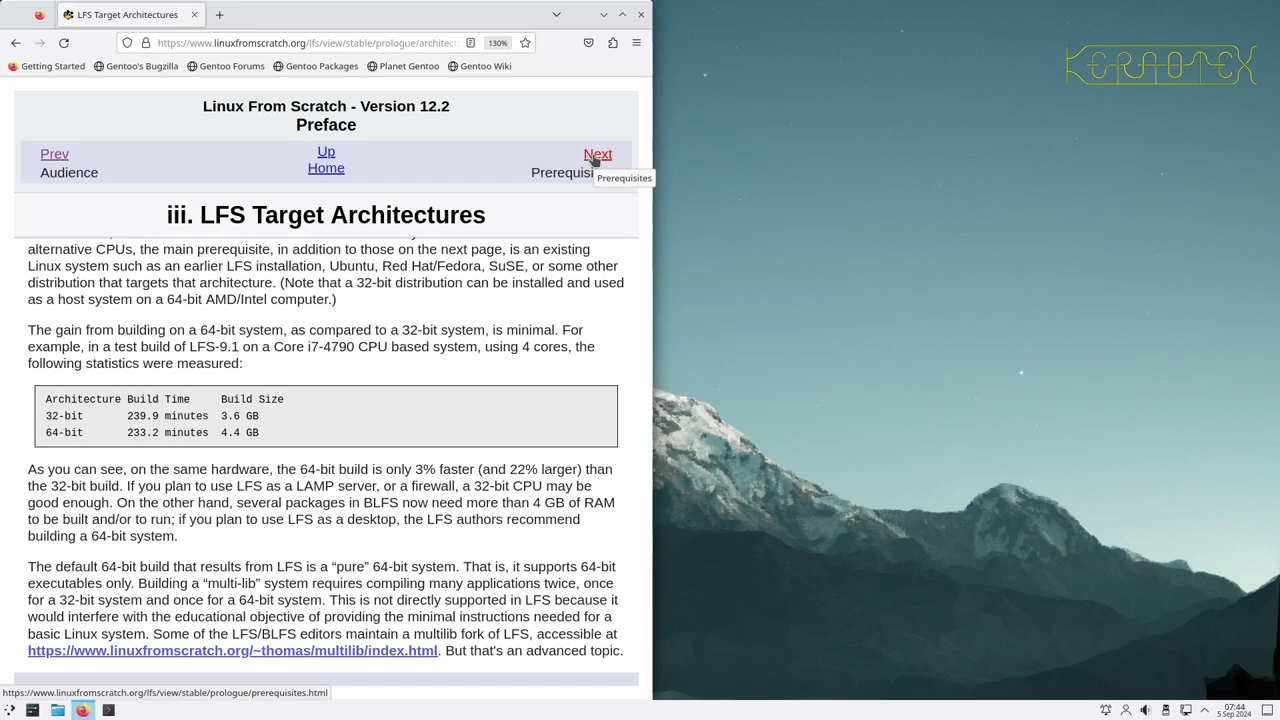 LFS Target Architectures
https://www.linuxfromscratch.org/lfs/view/stable/prologue/architect
130%
Getting Started
Gentoo's Bugzilla
Gentoo Forums
Gentoo Packages
Planet Gentoo
Gentoo Wiki
KERAOTEX
Linux From Scratch - Version 12.2
Preface
Prev
Up
Next
Audience
Home
Prerequisi
Prerequisites
iii. LFS Target Architectures
alternative CPUs, the main prerequisite, in addition to those on the next page, is an existing
Linux system such as an earlier LFS installation, Ubuntu, Red Hat/Fedora, SuSE, or some other
distribution that targets that architecture. (Note that a 32-bit distribution can be installed and used
as a host system on a 64-bit AMD/Intel computer.)
The gain from building on a 64-bit system, as compared to a 32-bit system, is minimal. For
example, in a test build of LFS-9.1 on a Core i7-4790 CPU based system, using 4 cores, the
following statistics were measured:
Architecture Build Time Build Size
32-bit 239.9 minutes 3.6 GB
64-bit 233.2 minutes 4.4 GB
As you can see, on the same hardware, the 64-bit build is only 3% faster (and 22% larger) than
the 32-bit build. If you plan to use LFS as a LAMP server, or a firewall, a 32-bit CPU may be
good enough. On the other hand, several packages in BLFS now need more than 4 GB of RAM
to be built and/or to run; if you plan to use LFS as a desktop, the LFS authors recommend
building a 64-bit system.
The default 64-bit build that results from LFS is a “pure” 64-bit system. That is, it supports 64-bit
executables only. Building a “multi-lib” system requires compiling many applications twice, once
for a 32-bit system and once for a 64-bit system. This is not directly supported in LFS because it
would interfere with the educational objective of providing the minimal instructions needed for a
basic Linux system. Some of the LFS/BLFS editors maintain a multilib fork of LFS, accessible at
https://www.linuxfromscratch.org/~thomas/multilib/index.html. But that's an advanced topic.
https://www.linuxfromscratch.org/lfs/view/stable/prologue/prerequisites.html
07:44
5 Sep 2024